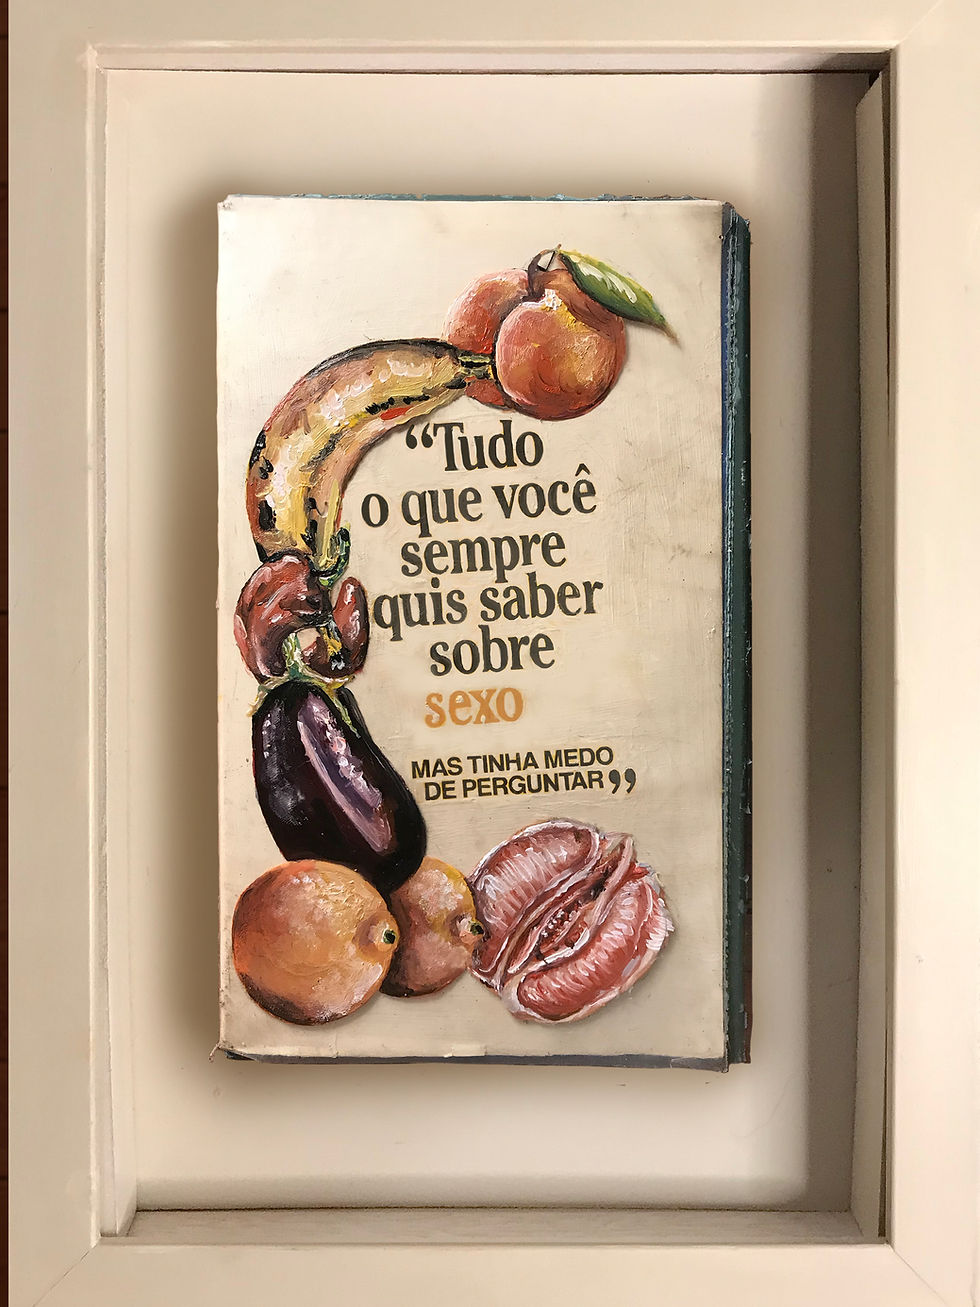 “Tudo
o que você
sempre
quis saber
sobre
sexo
MAS TINHA MEDO
DE PERGUNTAR”